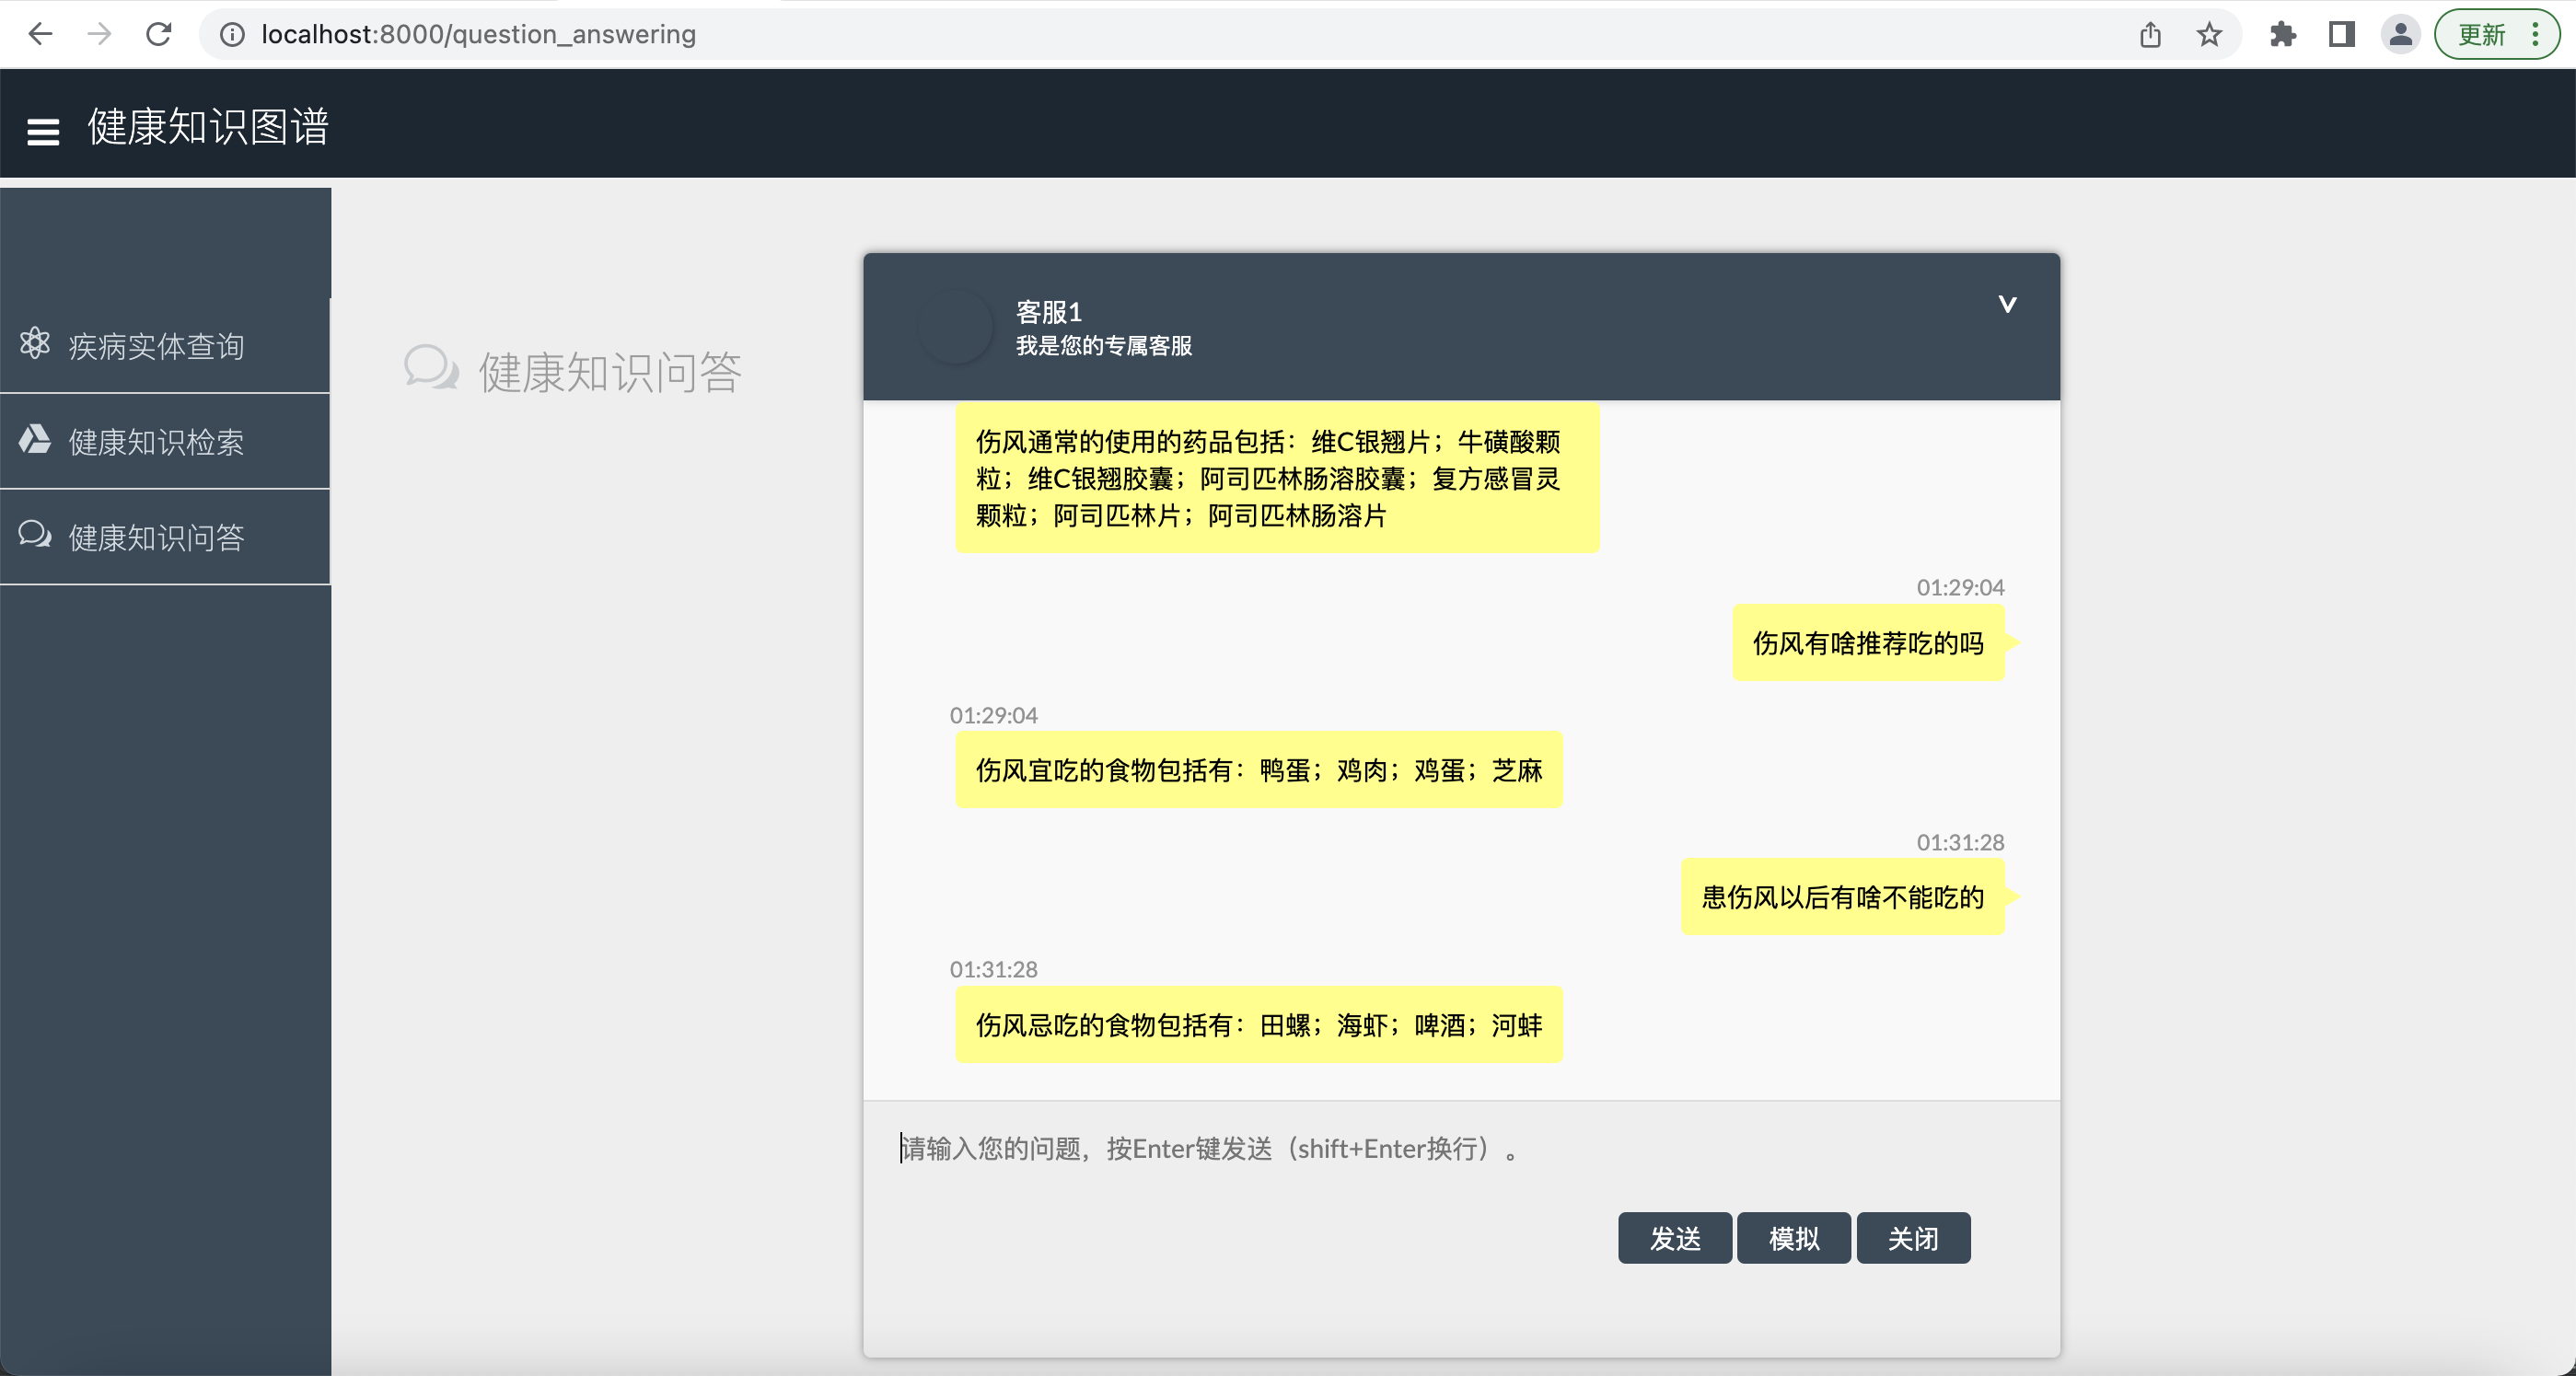 localhost:8000/question_answering
更新
健康知识图谱
疾病实体查询
健康知识检索
健康知识问答
健康知识问答
客服1
我是您的专属客服
v
伤风通常的使用的药品包括：维C银翘片；牛磺酸颗
粒；维C银翘胶囊；阿司匹林肠溶胶囊；复方感冒灵
颗粒；阿司匹林片；阿司匹林肠溶片
01:29:04
伤风有啥推荐吃的吗
01:29:04
伤风宜吃的食物包括有：鸭蛋；鸡肉；鸡蛋；芝麻
01:31:28
患伤风以后有啥不能吃的
01:31:28
伤风忌吃的食物包括有：田螺；海虾；啤酒；河蚌
请输入您的问题，按Enter键发送（shift+Enter换行）。
发送 模拟 关闭